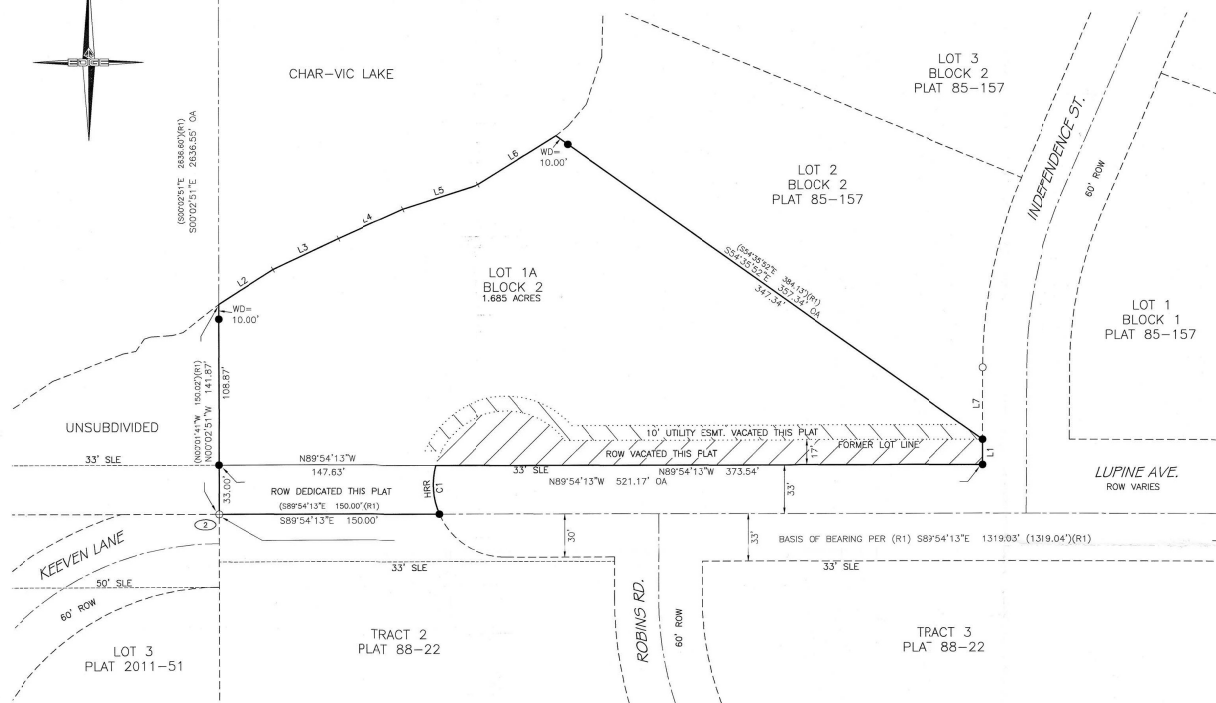 CHAR-VIC LAKE
LOT 3
BLOCK 2
PLAT 85-157
INDEPENDENCE ST.
60' ROW
(S00°02'51"E 2636.60')(R1)
S00°02'51"E 2636.55' OA
L6
WD=
10.00'
L5
L4
L3
L2
LOT 2
BLOCK 2
PLAT 85-157
(S54°35'52"E 384.13')(R1)
S54°35'52"E 357.34' OA
347.34'
LOT 1A
BLOCK 2
1.685 ACRES
WD=
10.00'
LOT 1
BLOCK 1
PLAT 85-157
(N00°01'41"W 150.02')(R1)
N00°02'51"W 141.87'
108.87'
L7
UNSUBDIVIDED
10' UTILITY ESMT. VACATED THIS PLAT
FORMER LOT LINE
ROW VACATED THIS PLAT
17'
L1
33' SLE
N89°54'13"W
147.63'
33' SLE
N89°54'13"W 373.54'
N89°54'13"W 521.17' OA
LUPINE AVE.
ROW VARIES
33.00'
ROW DEDICATED THIS PLAT
HRR
C1
33'
(S89°54'13"E 150.00')(R1)
S89°54'13"E 150.00'
2
30'
33'
BASIS OF BEARING PER (R1) S89°54'13"E 1319.03' (1319.04')(R1)
KEEVEN LANE
33' SLE
33' SLE
50' SLE
60' ROW
ROBINS RD.
60' ROW
LOT 3
PLAT 2011-51
TRACT 2
PLAT 88-22
TRACT 3
PLAT 88-22